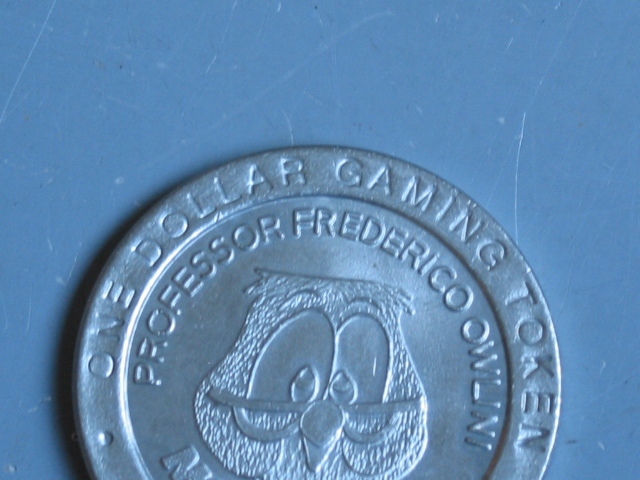 ONE DOLLAR GAMING TOKEN
PROFESSOR FREDERICO OWLINI